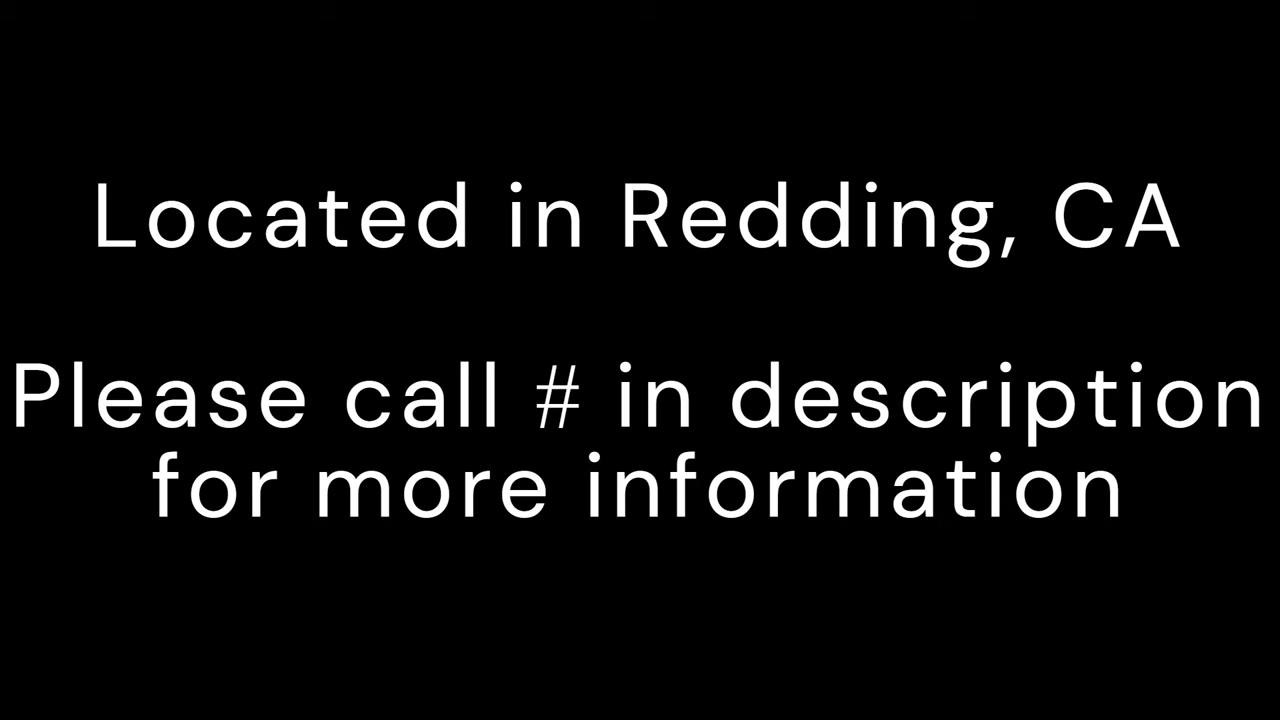 Located in Redding, CA
Please call # in description
for more information